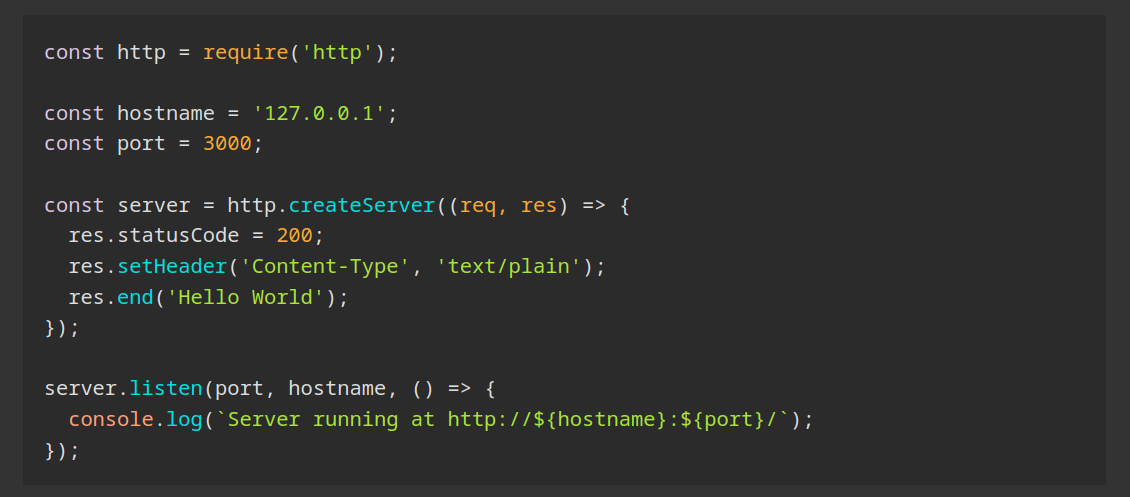 const http = require('http');

const hostname = '127.0.0.1';
const port = 3000;

const server = http.createServer((req, res) => {
  res.statusCode = 200;
  res.setHeader('Content-Type', 'text/plain');
  res.end('Hello World');
});

server.listen(port, hostname, () => {
  console.log(`Server running at http://${hostname}:${port}/`);
});